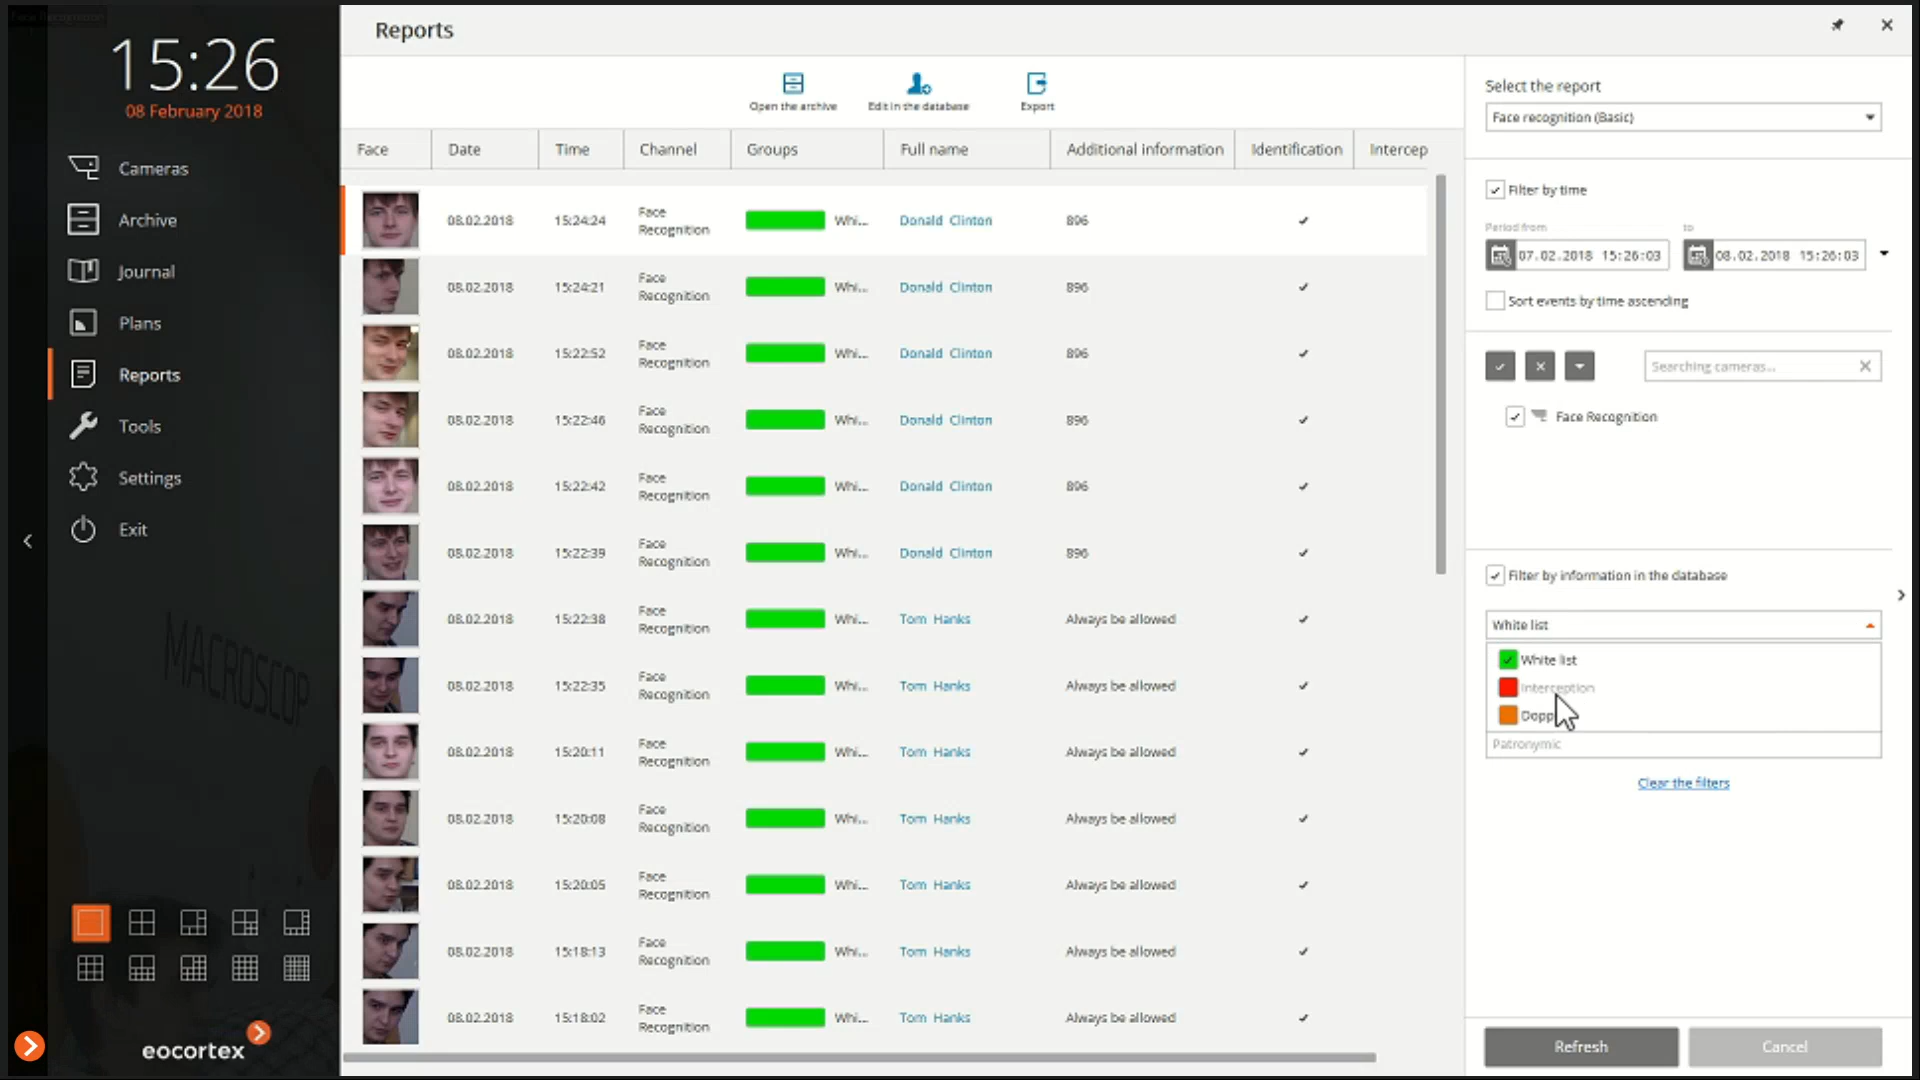 Face Recognition
15:26
08 February 2018
Cameras
Archive
Journal
Plans
Reports
Tools
Settings
Exit
MACROSCOP
eocortex
Reports
Open the archive
Edit in the database
Export
Face Date Time Channel Groups Full name Additional information Identification Intercep
08.02.2018 15:24:24 Face Recognition Whi... Donald Clinton 896
08.02.2018 15:24:21 Face Recognition Whi... Donald Clinton 896
08.02.2018 15:22:52 Face Recognition Whi... Donald Clinton 896
08.02.2018 15:22:46 Face Recognition Whi... Donald Clinton 896
08.02.2018 15:22:42 Face Recognition Whi... Donald Clinton 896
08.02.2018 15:22:39 Face Recognition Whi... Donald Clinton 896
08.02.2018 15:22:38 Face Recognition Whi... Tom Hanks Always be allowed
08.02.2018 15:22:35 Face Recognition Whi... Tom Hanks Always be allowed
08.02.2018 15:20:11 Face Recognition Whi... Tom Hanks Always be allowed
08.02.2018 15:20:08 Face Recognition Whi... Tom Hanks Always be allowed
08.02.2018 15:20:05 Face Recognition Whi... Tom Hanks Always be allowed
08.02.2018 15:18:13 Face Recognition Whi... Tom Hanks Always be allowed
08.02.2018 15:18:02 Face Recognition Whi... Tom Hanks Always be allowed
Select the report
Face recognition (Basic)
Filter by time
Period from to
07.02.2018 15:26:03 08.02.2018 15:26:03
Sort events by time ascending
Searching cameras...
Face Recognition
Filter by information in the database
White list
White list
Interception
Dopp
Patronymic
Clear the filters
Refresh Cancel